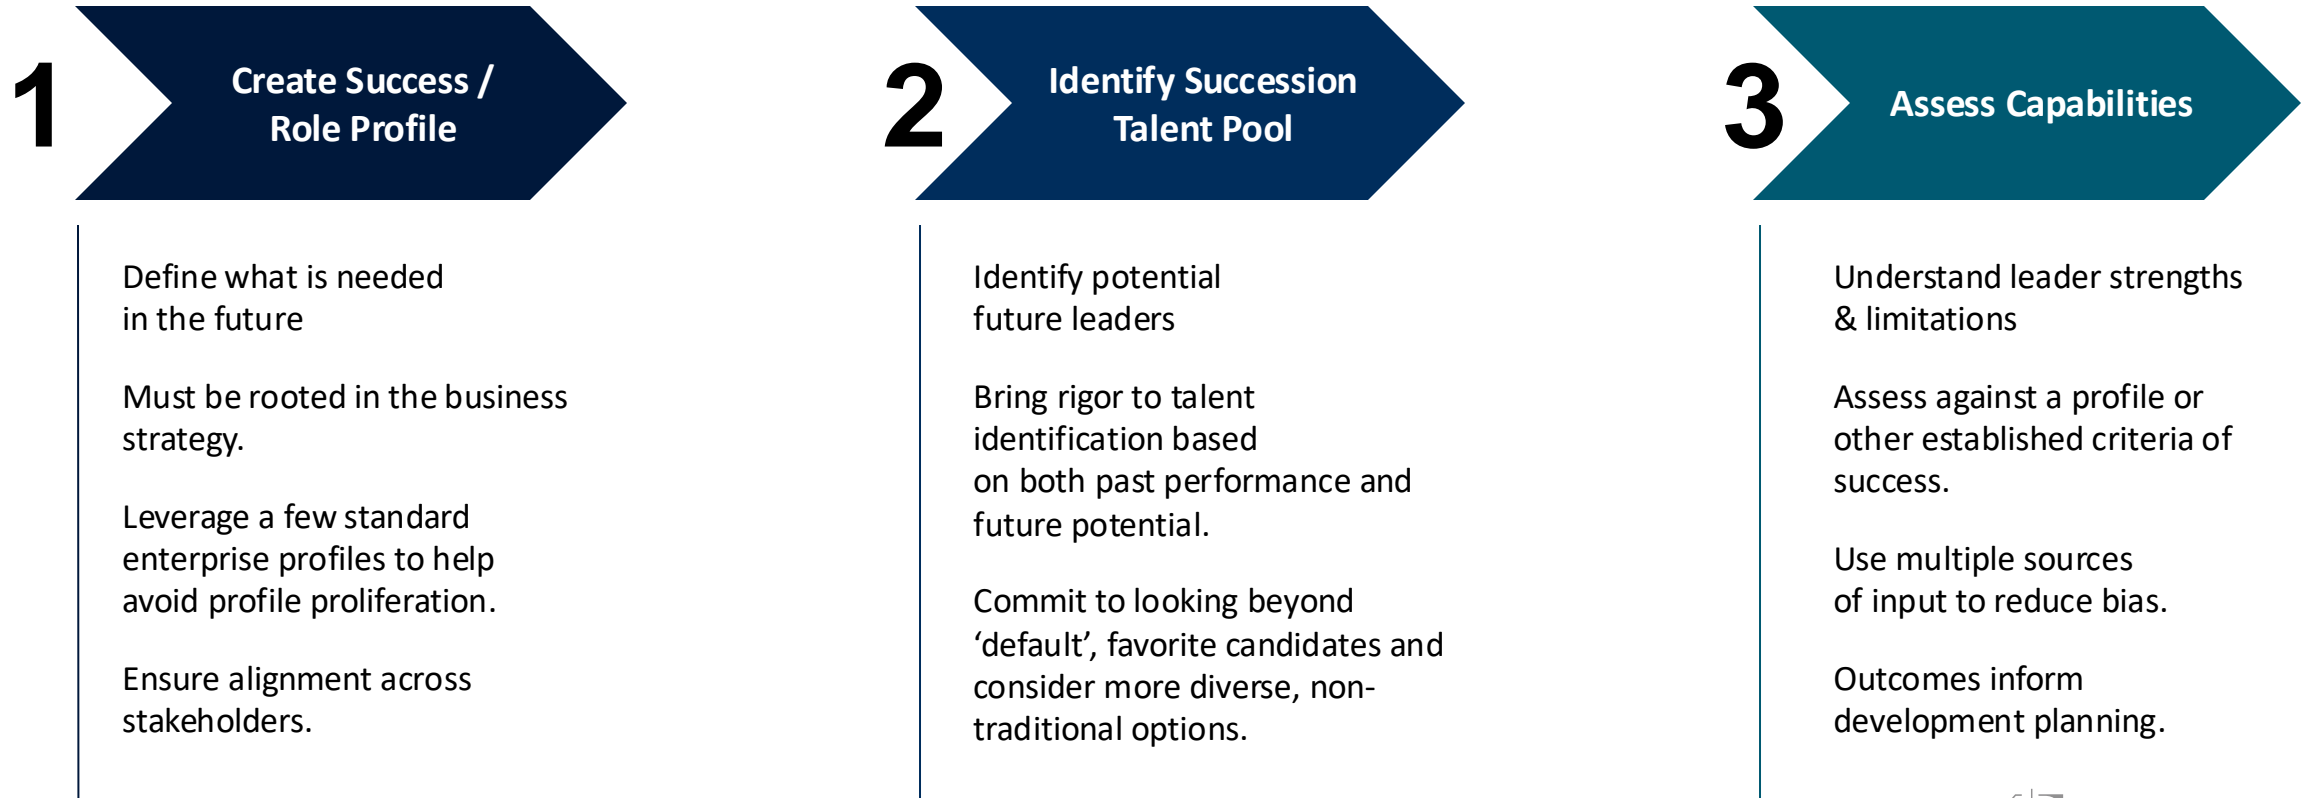 1
Create Success /
Role Profile
Define what is needed
in the future
Must be rooted in the business
strategy.
Leverage a few standard
enterprise profiles to help
avoid profile proliferation.
Ensure alignment across
stakeholders.
2
Identify Succession
Talent Pool
Identify potential
future leaders
Bring rigor to talent
identification based
on both past performance and
future potential.
Commit to looking beyond
‘default’, favorite candidates and
consider more diverse, non-
traditional options.
3
Assess Capabilities
Understand leader strengths
& limitations
Assess against a profile or
other established criteria of
success.
Use multiple sources
of input to reduce bias.
Outcomes inform
development planning.